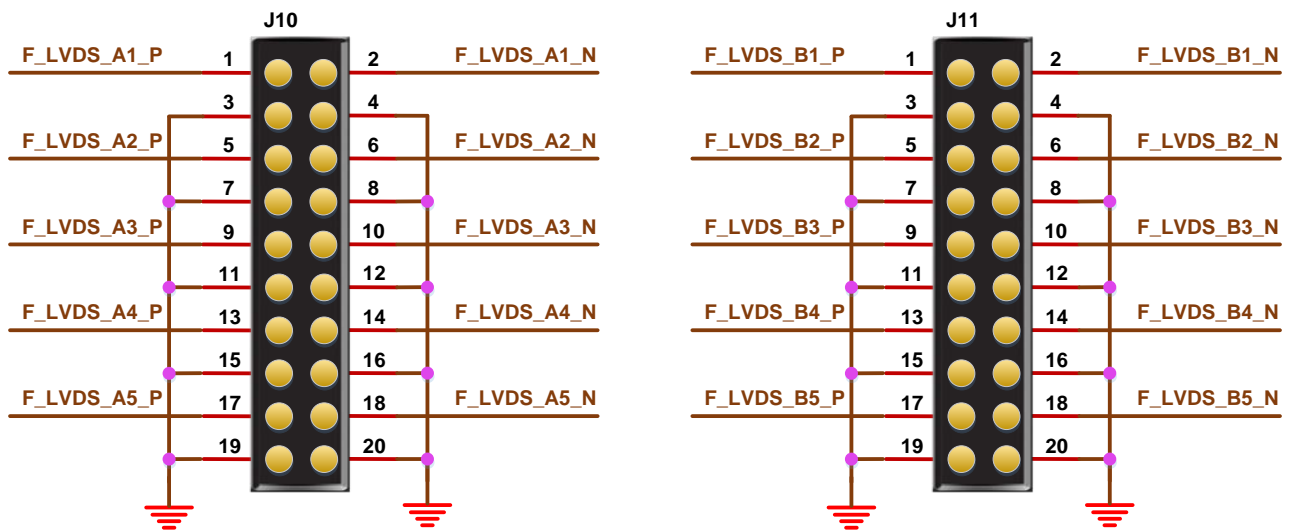 J10 J11
F_LVDS_A1_P 1 2 F_LVDS_A1_N F_LVDS_B1_P 1 2 F_LVDS_B1_N
3 4 3 4
F_LVDS_A2_P 5 6 F_LVDS_A2_N F_LVDS_B2_P 5 6 F_LVDS_B2_N
7 8 7 8
F_LVDS_A3_P 9 10 F_LVDS_A3_N F_LVDS_B3_P 9 10 F_LVDS_B3_N
11 12 11 12
F_LVDS_A4_P 13 14 F_LVDS_A4_N F_LVDS_B4_P 13 14 F_LVDS_B4_N
15 16 15 16
F_LVDS_A5_P 17 18 F_LVDS_A5_N F_LVDS_B5_P 17 18 F_LVDS_B5_N
19 20 19 20